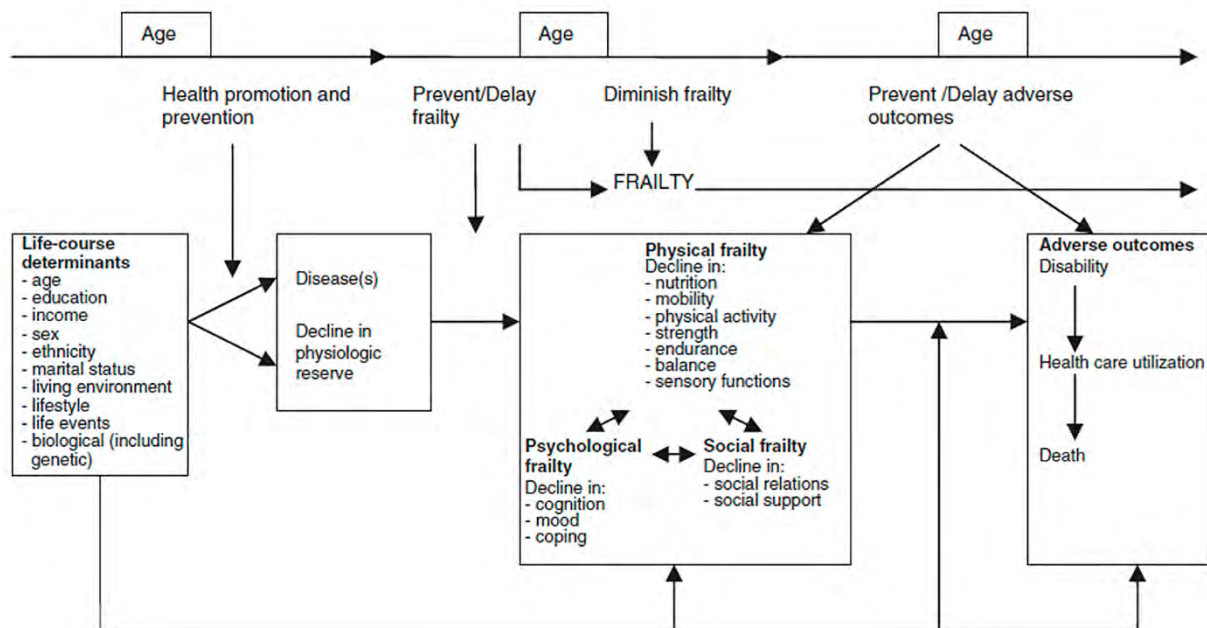 Age
Age
Age
Health promotion and
prevention
Prevent/Delay
frailty
Diminish frailty
Prevent /Delay adverse
outcomes
FRAILTY
Life-course
determinants
- age
- education
- income
- sex
- ethnicity
- marital status
- living environment
- lifestyle
- life events
- biological (including
genetic)
Disease(s)
Decline in
physiologic
reserve
Physical frailty
Decline in:
- nutrition
- mobility
- physical activity
- strength
- endurance
- balance
- sensory functions
Psychological
frailty
Decline in:
- cognition
- mood
- coping
Social frailty
Decline in:
- social relations
- social support
Adverse outcomes
Disability
Health care utilization
Death